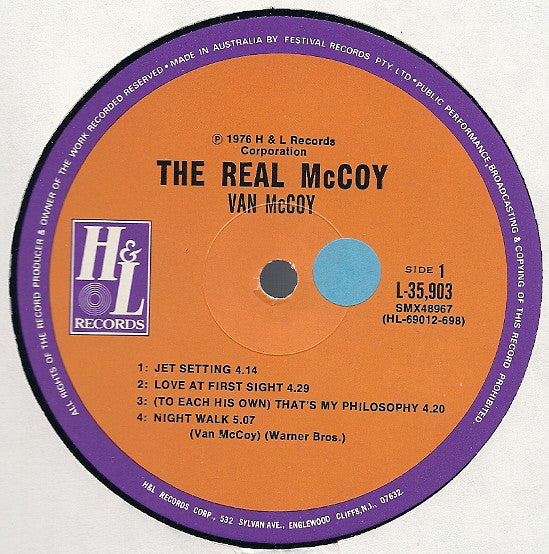 ALL RIGHTS OF THE RECORD PRODUCER & OWNER OF THE WORK RECORDED RESERVED • MADE IN AUSTRALIA BY FESTIVAL RECORDS PTY. LTD • PUBLIC PERFORMANCE, BROADCASTING & COPYING OF THIS RECORD PROHIBITED.
℗ 1976 H & L Records
Corporation
THE REAL McCOY
VAN McCOY
H&L
RECORDS
SIDE 1
L-35,903
SMX48967
(HL-69012-698)
1: JET SETTING 4.14
2: LOVE AT FIRST SIGHT 4.29
3: (TO EACH HIS OWN) THAT'S MY PHILOSOPHY 4.20
4: NIGHT WALK 5.07
(Van McCoy) (Warner Bros.)
H&L RECORDS CORP., 532 SYLVAN AVE., ENGLEWOOD CLIFFS, N.J., 07632